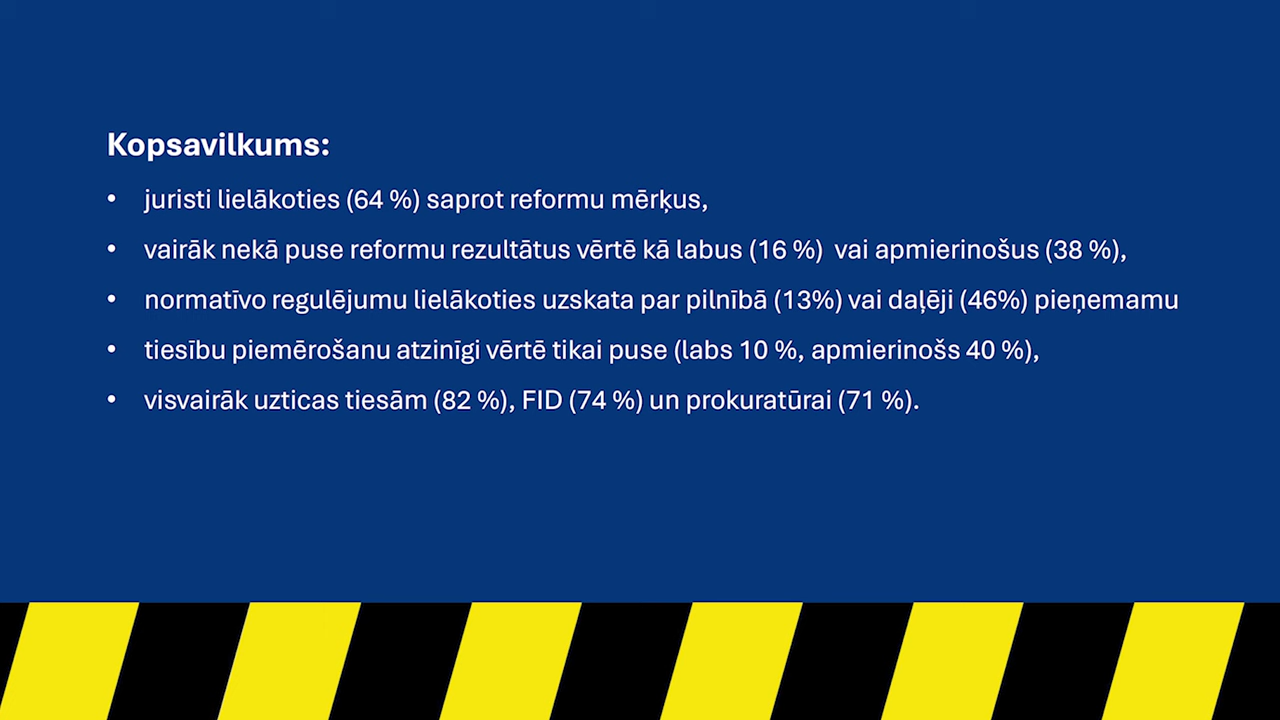 Kopsavilkums:
• juristi lielākoties (64 %) saprot reformu mērķus,
• vairāk nekā puse reformu rezultātus vērtē kā labus (16 %)  vai apmierinošus (38 %),
• normatīvo regulējumu lielākoties uzskata par pilnībā (13%) vai daļēji (46%) pieņemamu
• tiesību piemērošanu atzinīgi vērtē tikai puse (labs 10 %, apmierinošs 40 %),
• visvairāk uzticas tiesām (82 %), FID (74 %) un prokuratūrai (71 %).